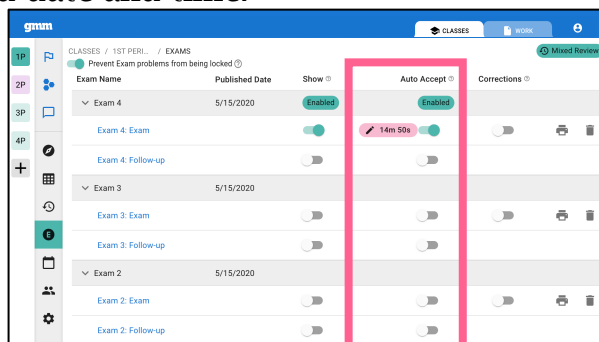 gmm
CLASSES
WORK
1P
2P
3P
4P
CLASSES / 1ST PERI... / EXAMS
Mixed Review
Prevent Exam problems from being locked
Exam Name Published Date Show Auto Accept Corrections
Exam 4 5/15/2020 Enabled Enabled
Exam 4: Exam 14m 50s
Exam 4: Follow-up
Exam 3 5/15/2020
E
Exam 3: Exam
Exam 3: Follow-up
Exam 2 5/15/2020
Exam 2: Exam
Exam 2: Follow-up